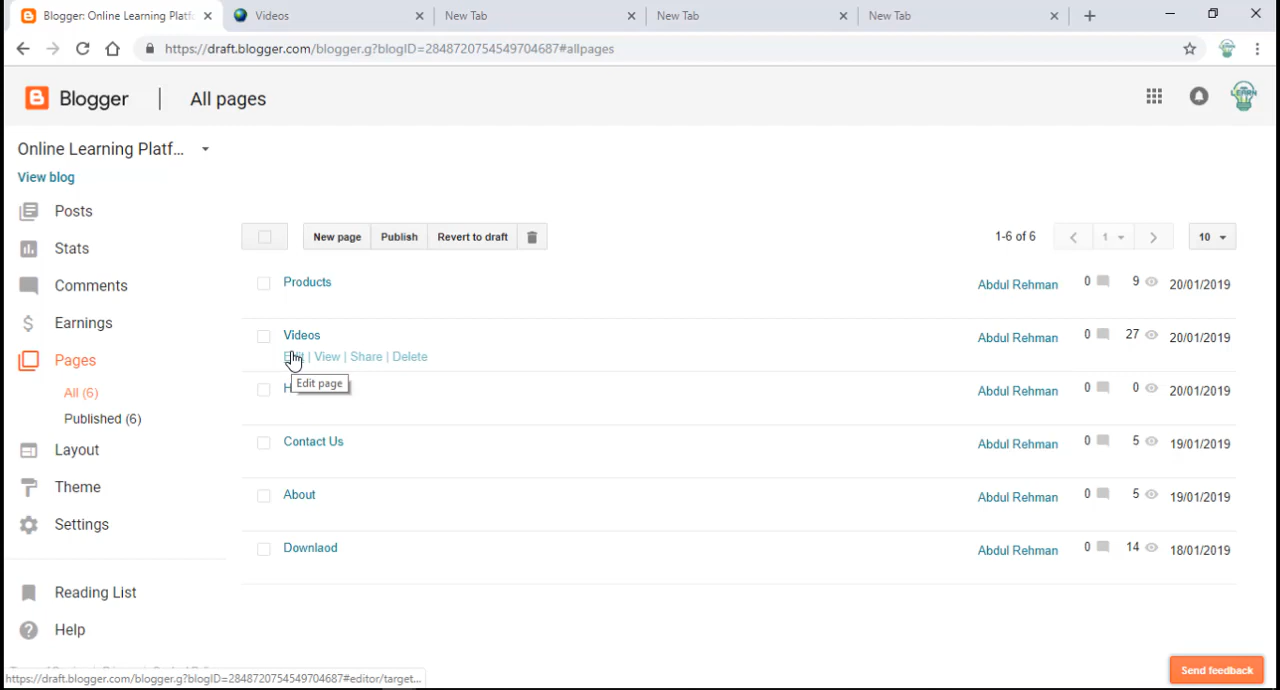 Blogger: Online Learning Platf
Videos
New Tab
New Tab
New Tab
https://draft.blogger.com/blogger.g?blogID=2848720754549704687#allpages
Blogger | All pages
LEARN
Online Learning Platf...
View blog
Posts
Stats
Comments
Earnings
Pages
All (6)
Published (6)
Layout
Theme
Settings
Reading List
Help
New page
Publish
Revert to draft
1-6 of 6
1
10
Products
Abdul Rehman 0 9 20/01/2019
Videos
Abdul Rehman 0 27 20/01/2019
| View | Share | Delete
Edit page
Abdul Rehman 0 0 20/01/2019
Contact Us
Abdul Rehman 0 5 19/01/2019
About
Abdul Rehman 0 5 19/01/2019
Downlaod
Abdul Rehman 0 14 18/01/2019
https://draft.blogger.com/blogger.g?blogID=2848720754549704687#editor/target...
Send feedback